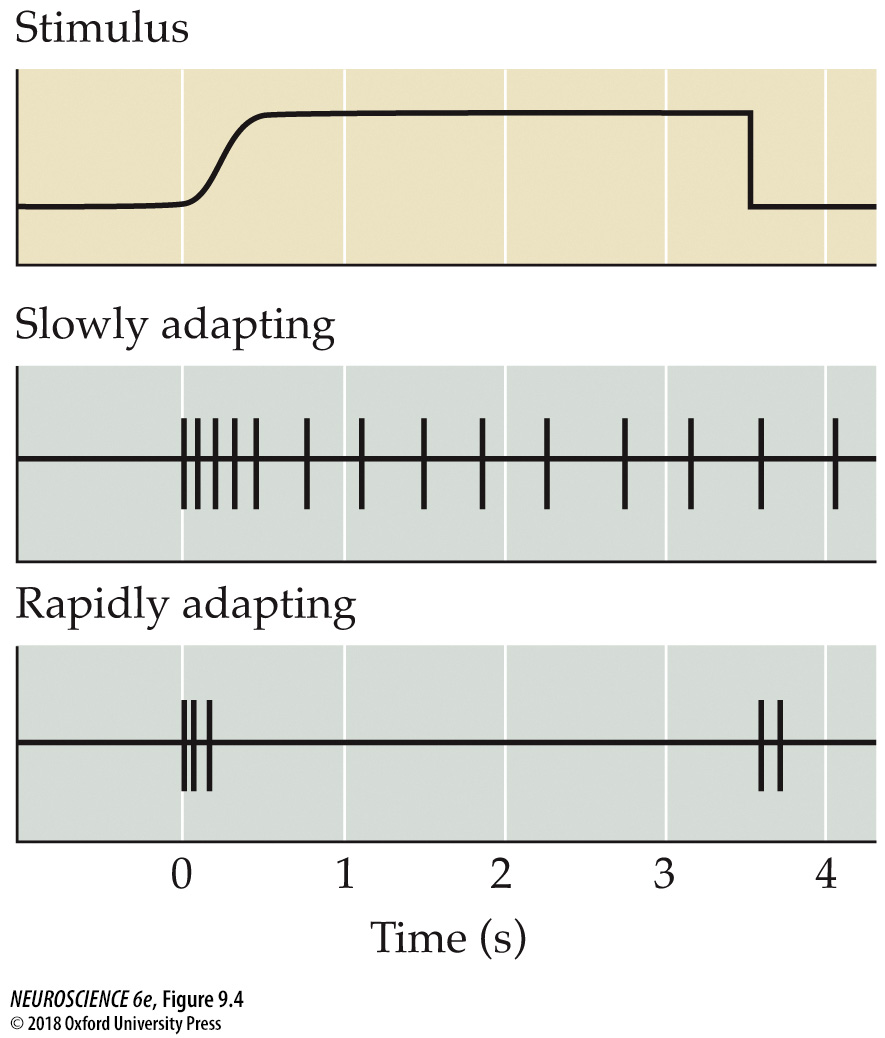 Stimulus
Slowly adapting
Rapidly adapting
0 1 2 3 4
Time (s)
NEUROSCIENCE 6e, Figure 9.4
© 2018 Oxford University Press